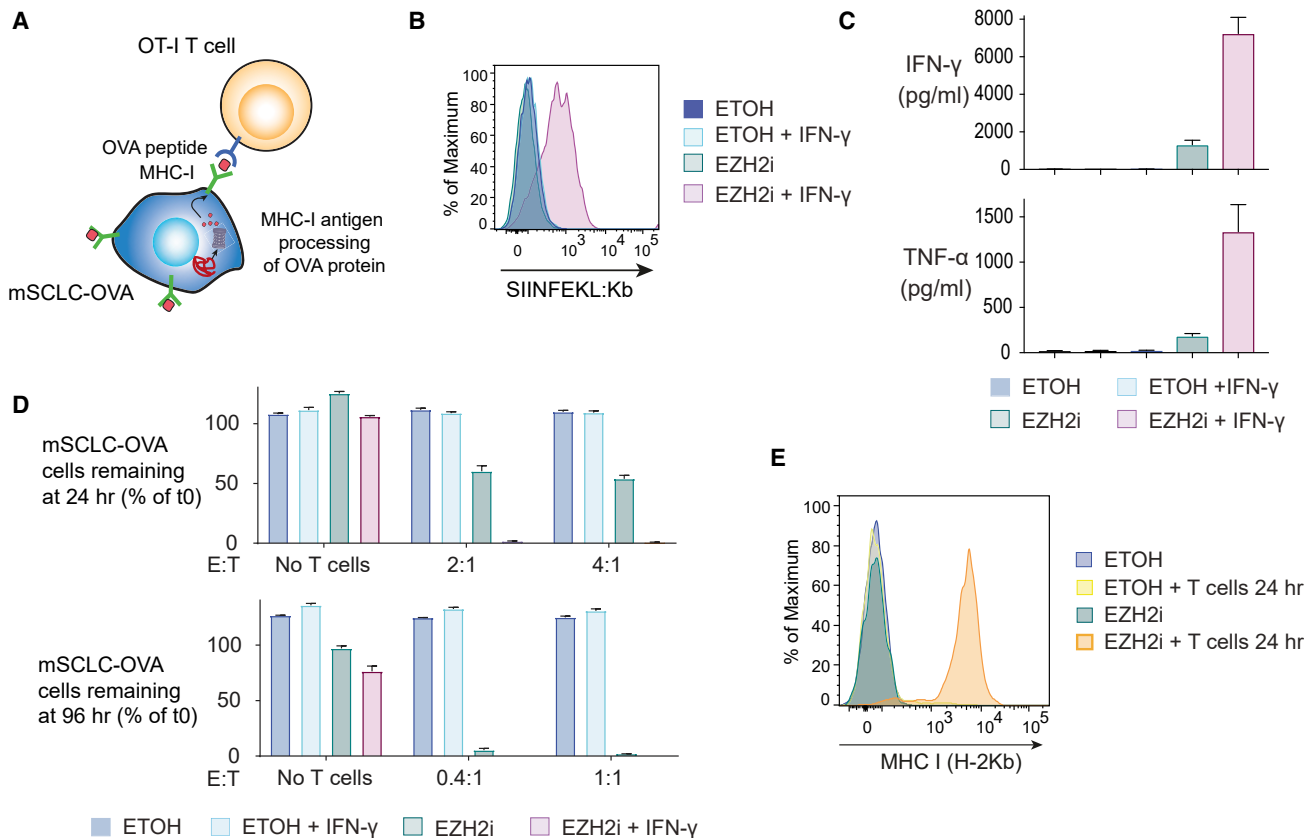 A
OT-I T cell
OVA peptide
MHC-I
MHC-I antigen
processing
of OVA protein
mSCLC-OVA
B
% of Maximum
100
80
60
40
20
0
0 10³ 10⁴ 10⁵
SIINFEKL:Kb
ETOH
ETOH + IFN-γ
EZH2i
EZH2i + IFN-γ
C
IFN-γ
(pg/ml)
8000
6000
4000
2000
0
TNF-α
(pg/ml)
1500
1000
500
0
ETOH ETOH +IFN-γ
EZH2i EZH2i + IFN-γ
D
mSCLC-OVA
cells remaining
at 24 hr (% of t0)
100
50
0
E:T No T cells 2:1 4:1
mSCLC-OVA
cells remaining
at 96 hr (% of t0)
100
50
0
E:T No T cells 0.4:1 1:1
ETOH ETOH + IFN-γ EZH2i EZH2i + IFN-γ
E
% of Maximum
100
80
60
40
20
0
0 10³ 10⁴ 10⁵
MHC I (H-2Kb)
ETOH
ETOH + T cells 24 hr
EZH2i
EZH2i + T cells 24 hr